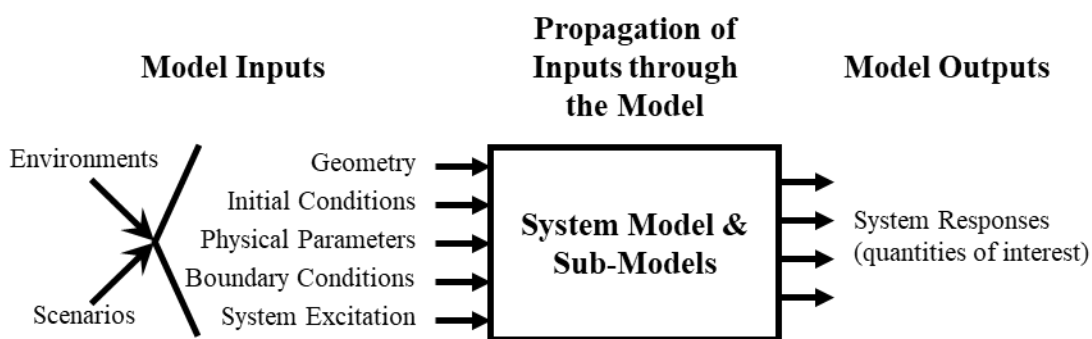 Model Inputs
Propagation of
Inputs through
the Model
Model Outputs
Environments
Scenarios
Geometry
Initial Conditions
Physical Parameters
Boundary Conditions
System Excitation
System Model &
Sub-Models
System Responses
(quantities of interest)